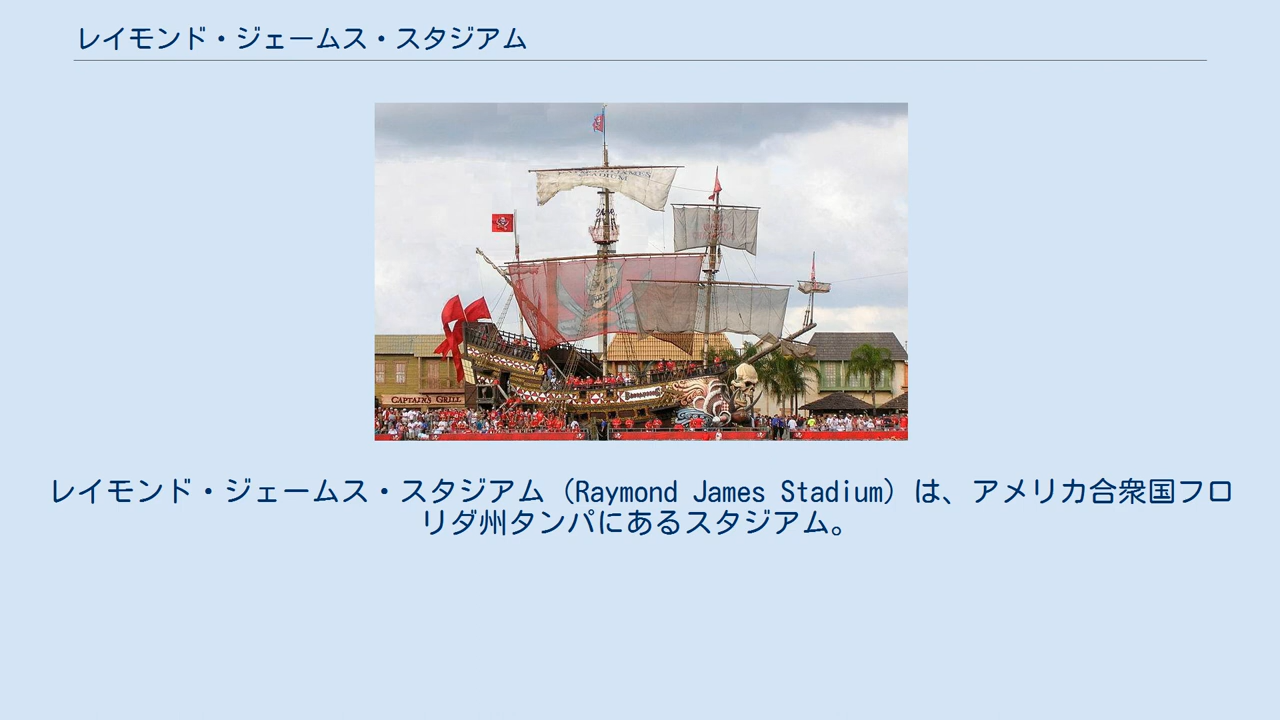 レイモンド・ジェームス・スタジアム
CAPTAIN'S GRILL
レイモンド・ジェームス・スタジアム（Raymond James Stadium）は、アメリカ合衆国フロ
リダ州タンパにあるスタジアム。